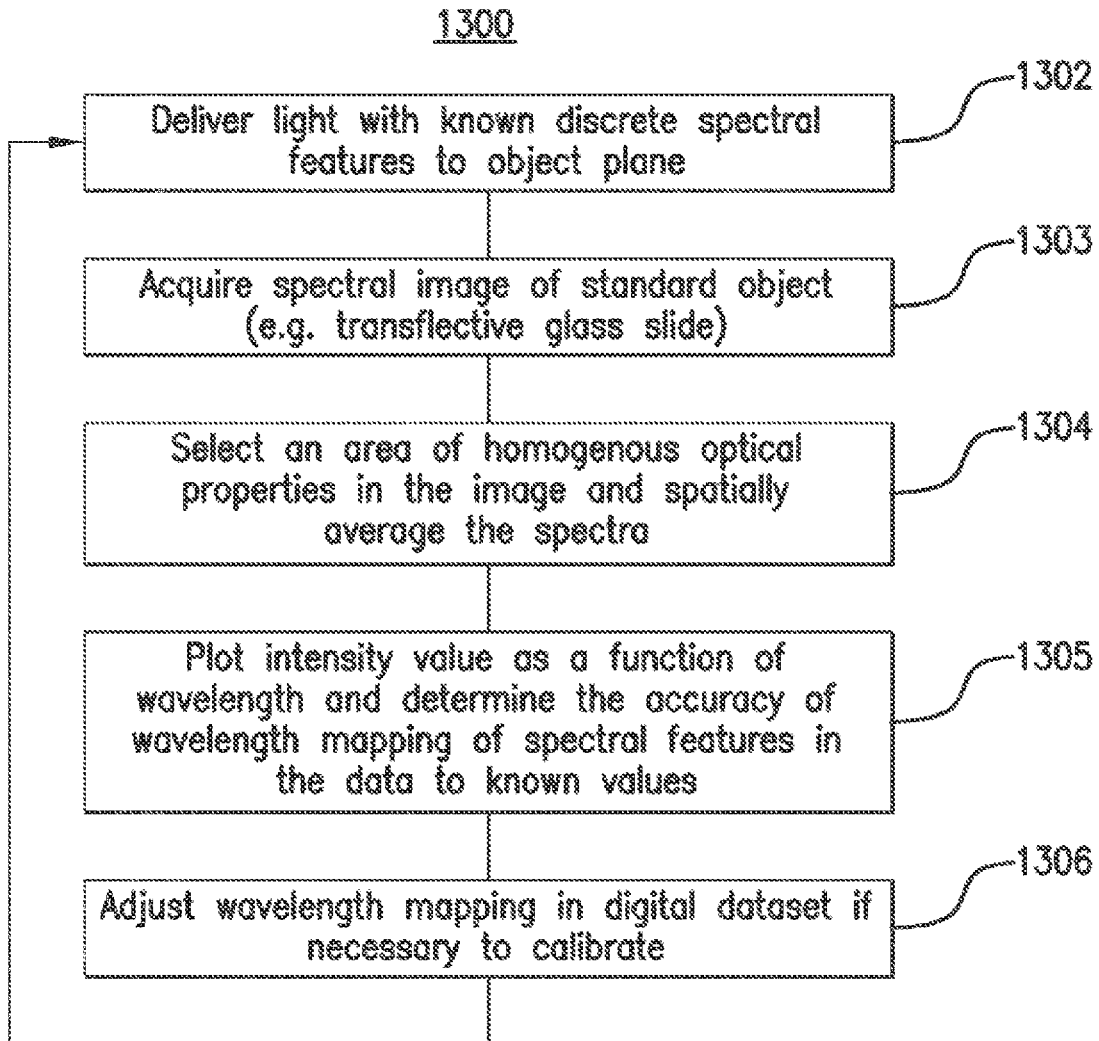 1300
1302
Deliver light with known discrete spectral
features to object plane
1303
Acquire spectral image of standard object
(e.g. transflective glass slide)
1304
Select an area of homogenous optical
properties in the image and spatially
average the spectra
1305
Plot intensity value as a function of
wavelength and determine the accuracy of
wavelength mapping of spectral features in
the data to known values
1306
Adjust wavelength mapping in digital dataset if
necessary to calibrate